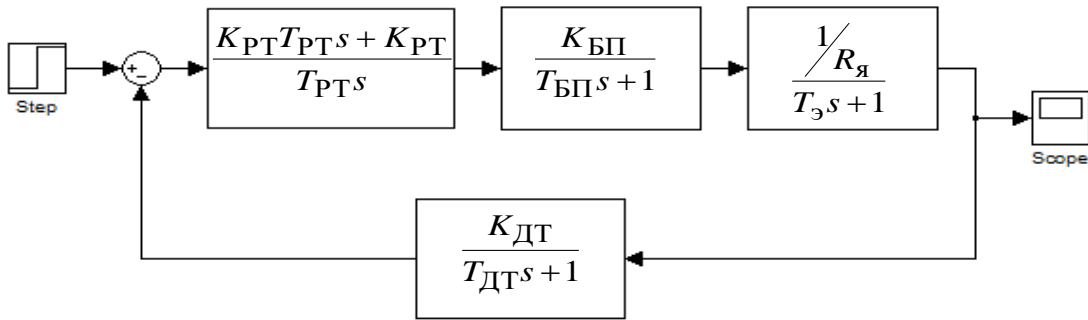 Step
+
−
K_РТ T_РТ s + K_РТ
T_РТ s
K_БП
T_БП s + 1
1/R_я
T_э s + 1
Scope
K_ДТ
T_ДТ s + 1